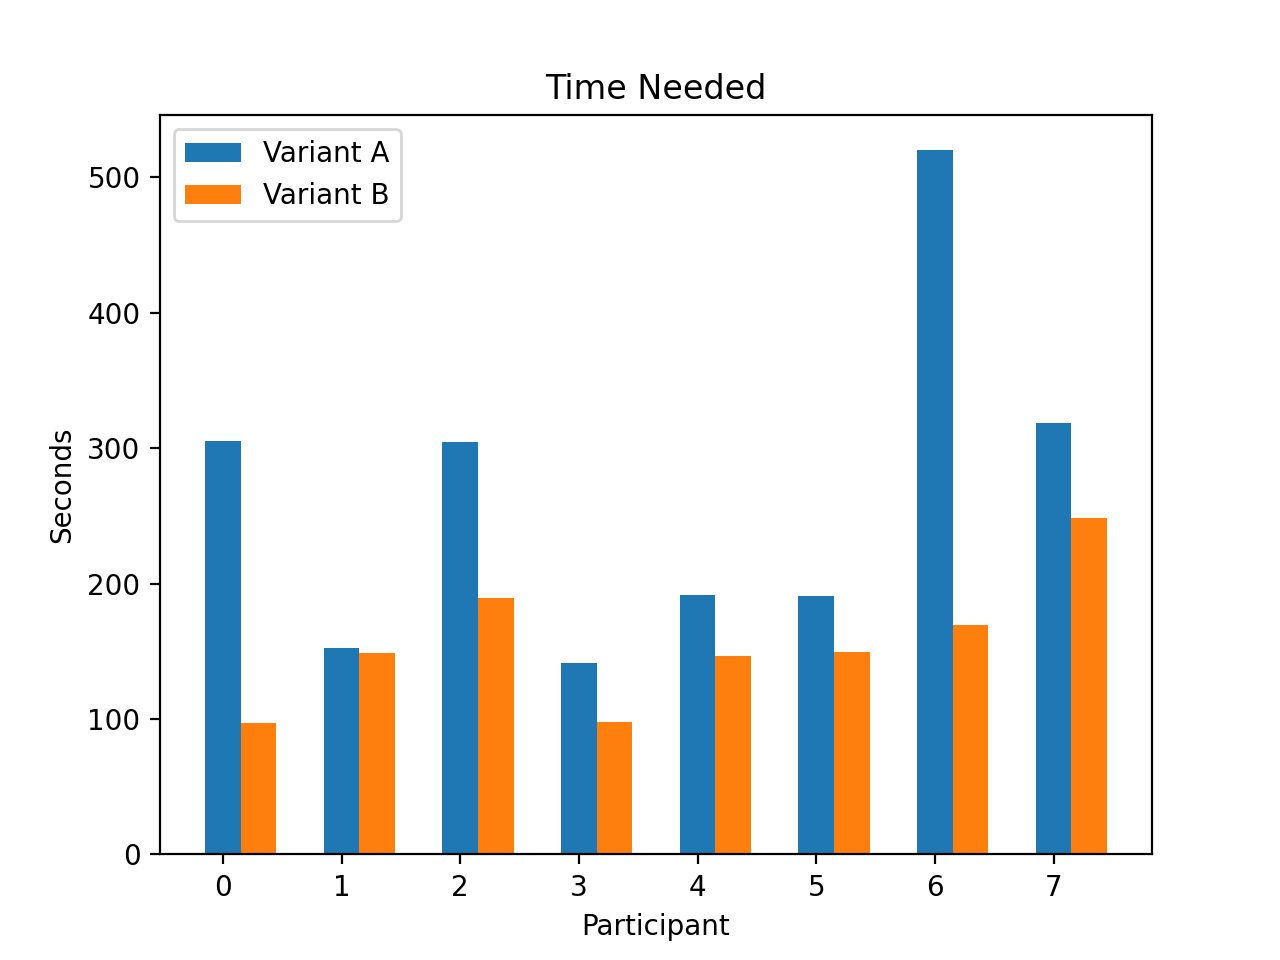 Time Needed
Variant A
Variant B
500
400
300
200
100
0
Seconds
0 1 2 3 4 5 6 7
Participant